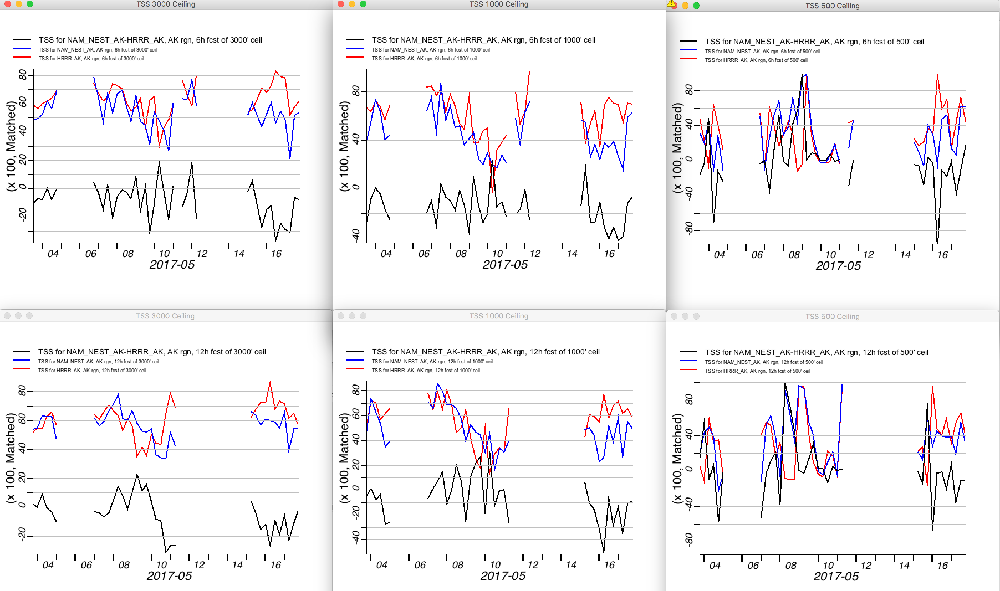 TSS 3000 Ceiling
TSS for NAM_NEST_AK-HRRR_AK, AK rgn, 6h fcst of 3000' ceil
TSS for NAM_NEST_AK, AK rgn, 6h fcst of 3000' ceil
TSS for HRRR_AK, AK rgn, 6h fcst of 3000' ceil
(x 100, Matched)
80
60
40
20
0
-20
04 06 08 10 12 14 16
2017-05
TSS 1000 Ceiling
TSS for NAM_NEST_AK-HRRR_AK, AK rgn, 6h fcst of 1000' ceil
TSS for NAM_NEST_AK, AK rgn, 6h fcst of 1000' ceil
TSS for HRRR_AK, AK rgn, 6h fcst of 1000' ceil
(x 100, Matched)
80
40
0
-40
04 06 08 10 12 14 16
2017-05
TSS 500 Ceiling
TSS for NAM_NEST_AK-HRRR_AK, AK rgn, 6h fcst of 500' ceil
TSS for NAM_NEST_AK, AK rgn, 6h fcst of 500' ceil
TSS for HRRR_AK, AK rgn, 6h fcst of 500' ceil
(x 100, Matched)
80
40
0
-40
-80
04 06 08 10 12 14 16
2017-05
TSS 3000 Ceiling
TSS for NAM_NEST_AK-HRRR_AK, AK rgn, 12h fcst of 3000' ceil
TSS for NAM_NEST_AK, AK rgn, 12h fcst of 3000' ceil
TSS for HRRR_AK, AK rgn, 12h fcst of 3000' ceil
(x 100, Matched)
80
60
40
20
0
-20
04 06 08 10 12 14 16
2017-05
TSS 1000 Ceiling
TSS for NAM_NEST_AK-HRRR_AK, AK rgn, 12h fcst of 1000' ceil
TSS for NAM_NEST_AK, AK rgn, 12h fcst of 1000' ceil
TSS for HRRR_AK, AK rgn, 12h fcst of 1000' ceil
(x 100, Matched)
80
60
40
20
0
-20
-40
04 06 08 10 12 14 16
2017-05
TSS 500 Ceiling
TSS for NAM_NEST_AK-HRRR_AK, AK rgn, 12h fcst of 500' ceil
TSS for NAM_NEST_AK, AK rgn, 12h fcst of 500' ceil
TSS for HRRR_AK, AK rgn, 12h fcst of 500' ceil
(x 100, Matched)
80
40
0
-40
-80
04 06 08 10 12 14 16
2017-05